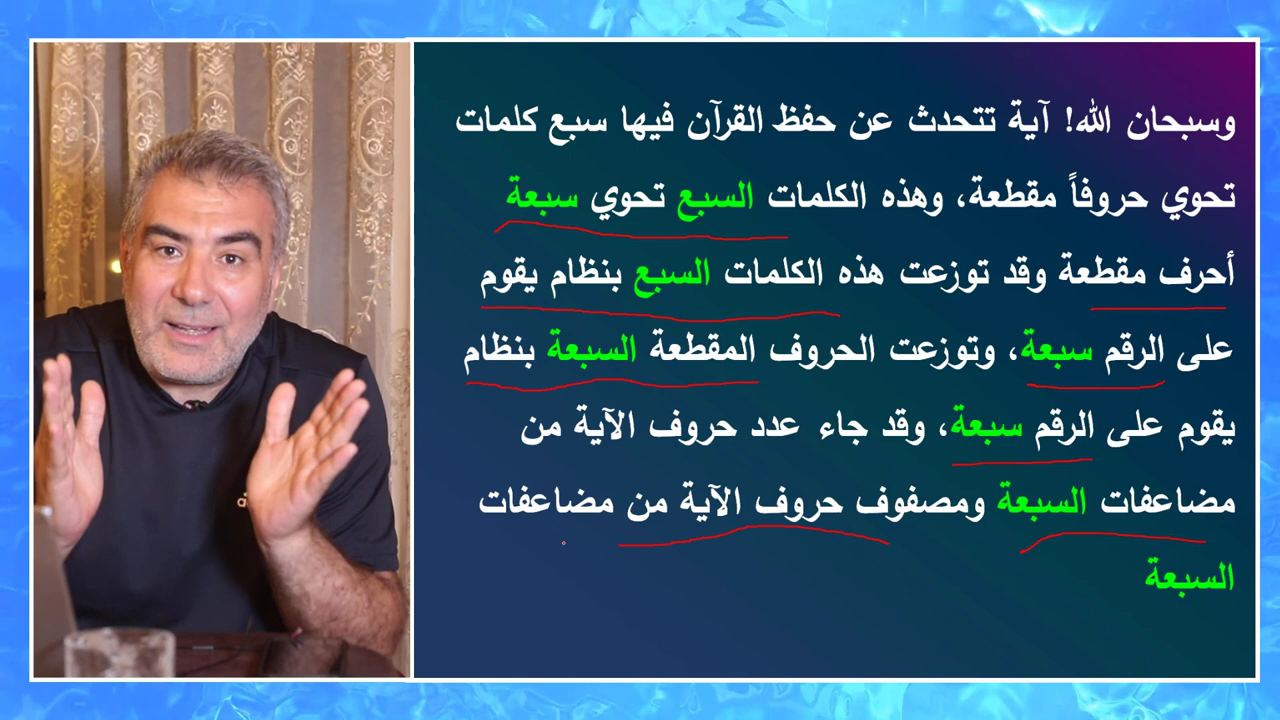 وسبحان الله! آية تتحدث عن حفظ القرآن فيها سبع كلمات
تحوي حروفاً مقطعة، وهذه الكلمات السبع تحوي سبعة
أحرف مقطعة وقد توزعت هذه الكلمات السبع بنظام يقوم
على الرقم سبعة، وتوزعت الحروف المقطعة السبعة بنظام
يقوم على الرقم سبعة، وقد جاء عدد حروف الآية من
مضاعفات السبعة ومصفوف حروف الآية من مضاعفات
السبعة